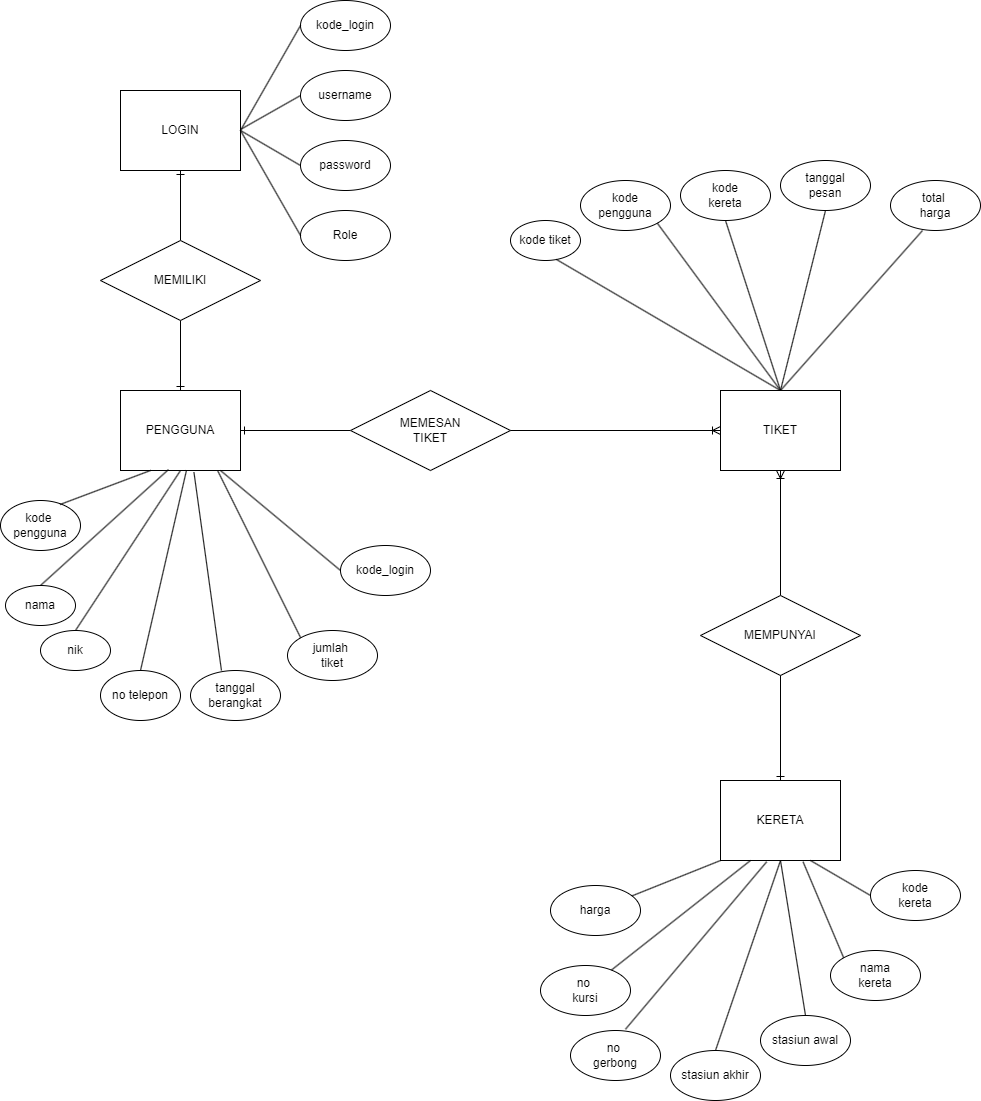 kode_login
username
LOGIN
password
Role
MEMILIKI
tanggal
pesan
kode
kereta
kode
pengguna
total
harga
kode tiket
PENGGUNA
MEMESAN
TIKET
TIKET
kode
pengguna
kode_login
nama
nik
jumlah
tiket
no telepon
tanggal
berangkat
MEMPUNYAI
KERETA
harga
kode
kereta
no
kursi
nama
kereta
no
gerbong
stasiun awal
stasiun akhir